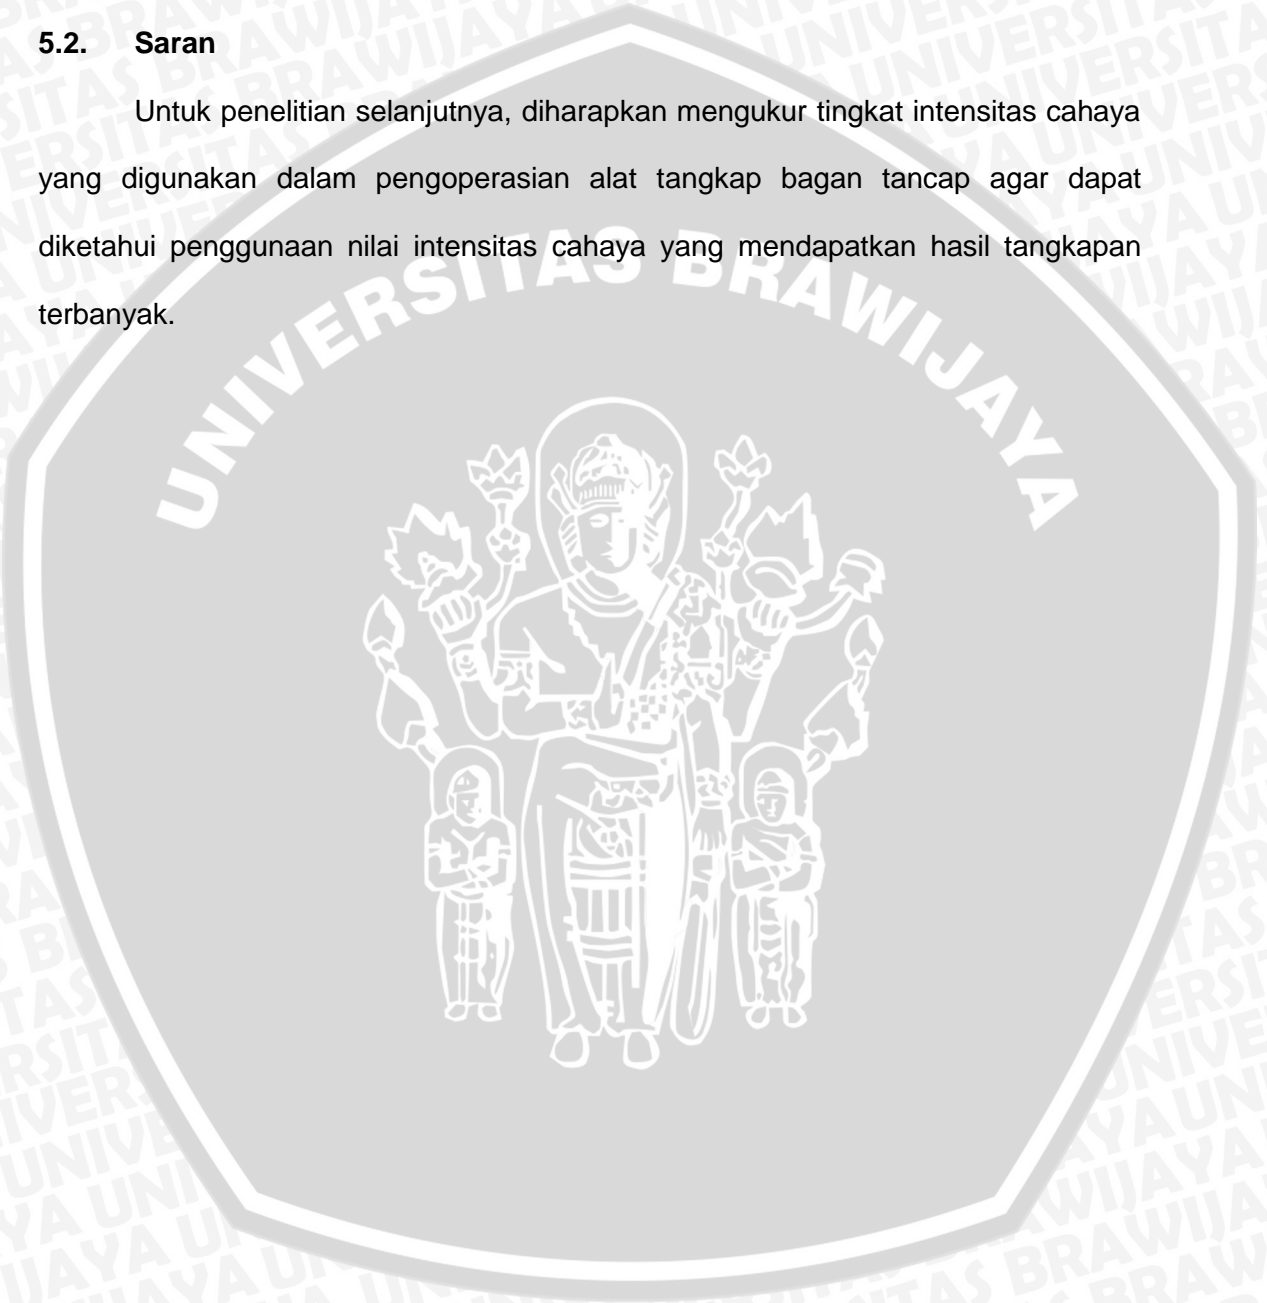 5.2. Saran
Untuk penelitian selanjutnya, diharapkan mengukur tingkat intensitas cahaya
yang digunakan dalam pengoperasian alat tangkap bagan tancap agar dapat
diketahui penggunaan nilai intensitas cahaya yang mendapatkan hasil tangkapan
terbanyak.
UNIVERSITAS BRAWIJAYA